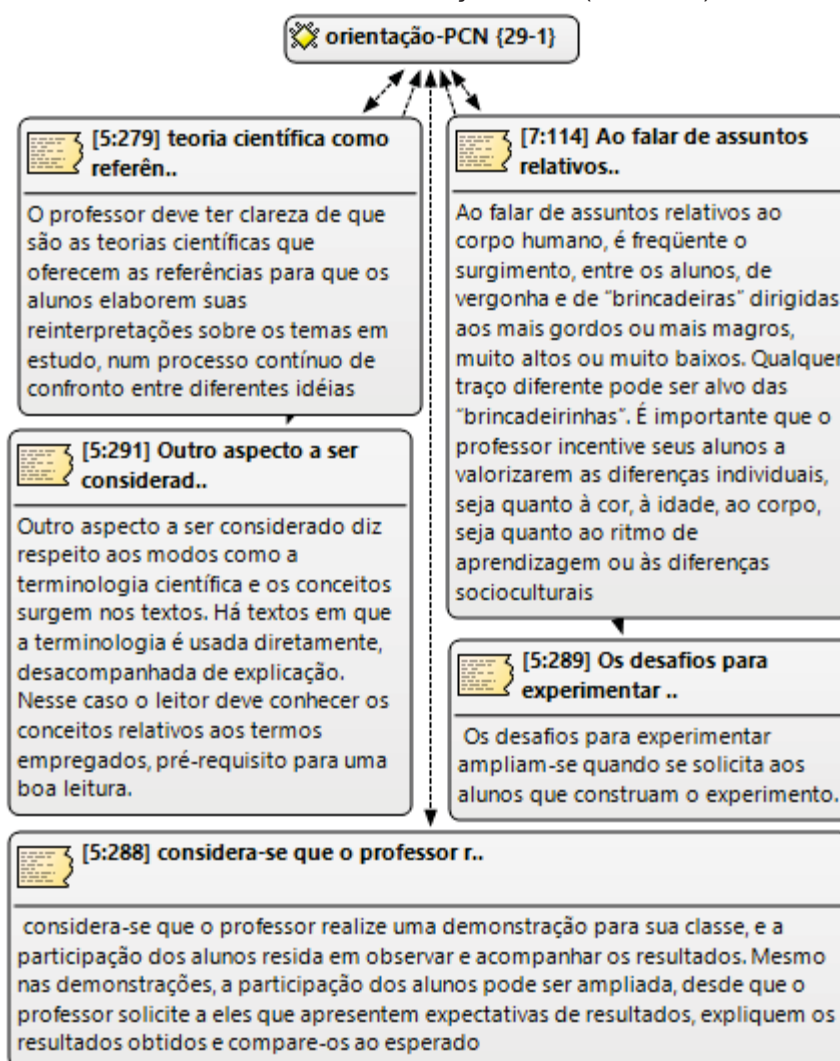 orientação-PCN {29-1}
[5:279] teoria científica como
referên..
O professor deve ter clareza de que
são as teorias científicas que
oferecem as referências para que os
alunos elaborem suas
reinterpretações sobre os temas em
estudo, num processo contínuo de
confronto entre diferentes idéias
[7:114] Ao falar de assuntos
relativos..
Ao falar de assuntos relativos ao
corpo humano, é freqüente o
surgimento, entre os alunos, de
vergonha e de "brincadeiras" dirigidas
aos mais gordos ou mais magros,
muito altos ou muito baixos. Qualquer
traço diferente pode ser alvo das
"brincadeirinhas". É importante que o
professor incentive seus alunos a
valorizarem as diferenças individuais,
seja quanto à cor, à idade, ao corpo,
seja quanto ao ritmo de
aprendizagem ou às diferenças
socioculturais
[5:291] Outro aspecto a ser
considerad..
Outro aspecto a ser considerado diz
respeito aos modos como a
terminologia científica e os conceitos
surgem nos textos. Há textos em que
a terminologia é usada diretamente,
desacompanhada de explicação.
Nesse caso o leitor deve conhecer os
conceitos relativos aos termos
empregados, pré-requisito para uma
boa leitura.
[5:289] Os desafios para
experimentar ..
Os desafios para experimentar
ampliam-se quando se solicita aos
alunos que construam o experimento.
[5:288] considera-se que o professor r..
considera-se que o professor realize uma demonstração para sua classe, e a
participação dos alunos resida em observar e acompanhar os resultados. Mesmo
nas demonstrações, a participação dos alunos pode ser ampliada, desde que o
professor solicite a eles que apresentem expectativas de resultados, expliquem os
resultados obtidos e compare-os ao esperado